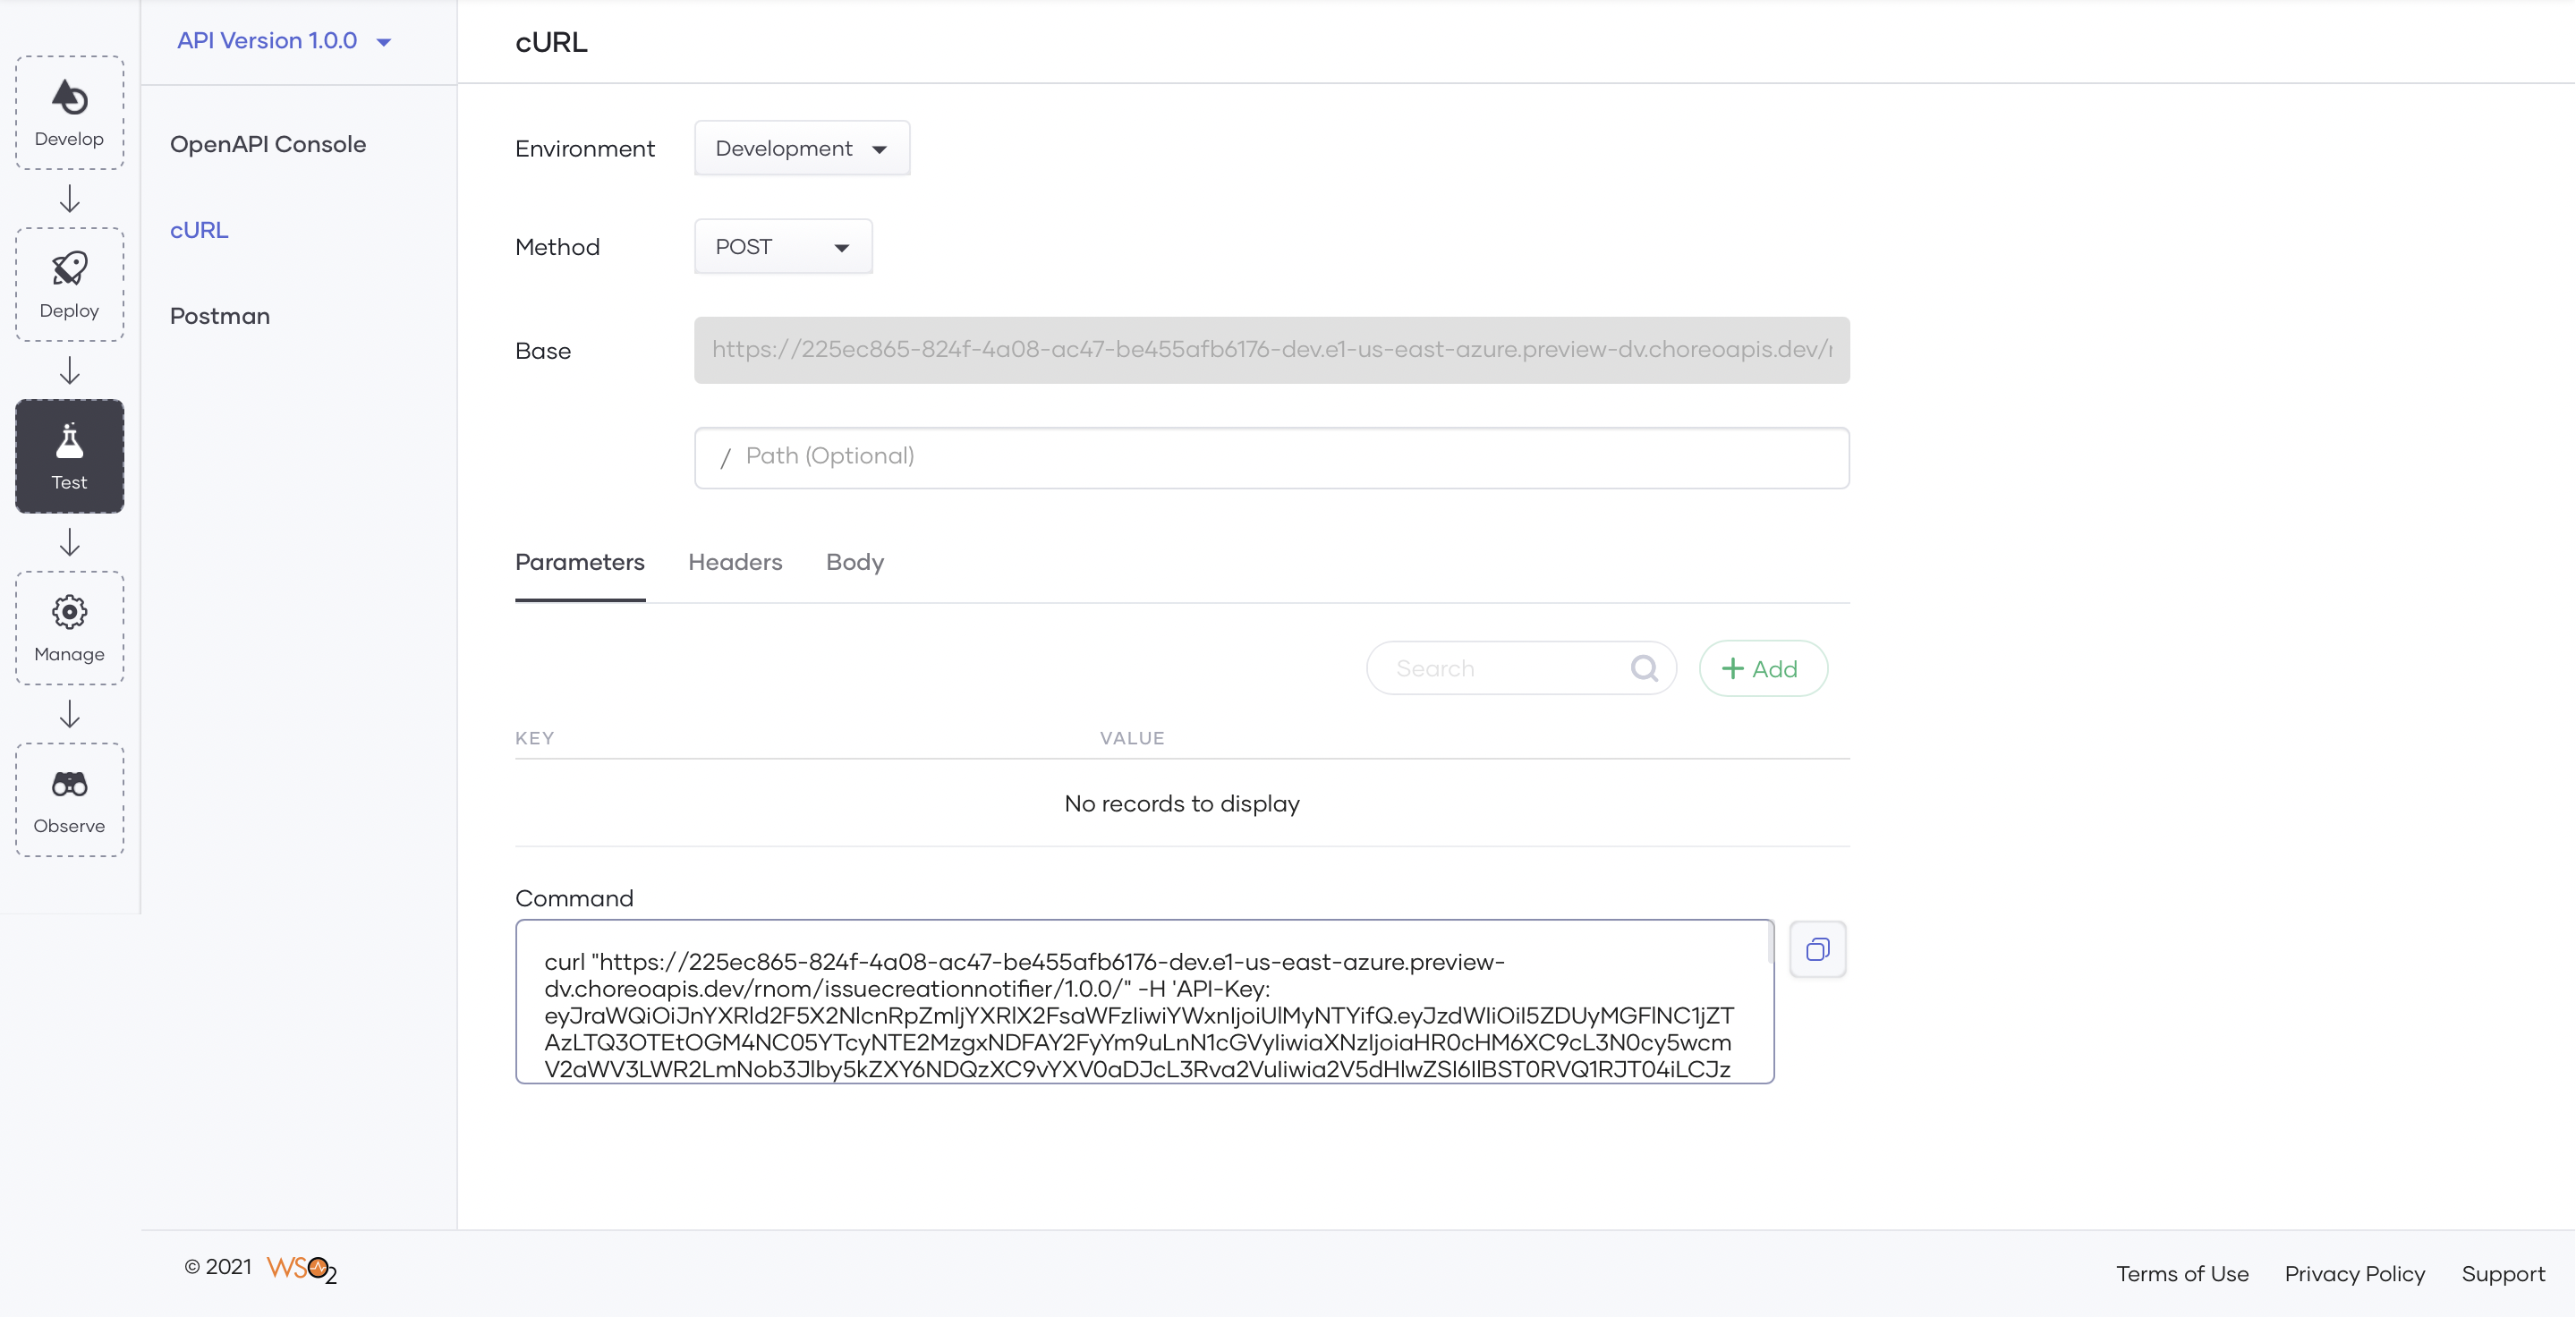 API Version 1.0.0
cURL
Develop
Deploy
Test
Manage
Observe
OpenAPI Console
cURL
Postman
Environment
Development
Method
POST
Base
https://225ec865-824f-4a08-ac47-be455afb6176-dev.e1-us-east-azure.preview-dv.choreoapis.dev/r
/ Path (Optional)
Parameters Headers Body
Search
+ Add
KEY VALUE
No records to display
Command
curl "https://225ec865-824f-4a08-ac47-be455afb6176-dev.e1-us-east-azure.preview-
dv.choreoapis.dev/rnom/issuecreationnotifier/1.0.0/" -H 'API-Key:
eyJraWQiOiJnYXRld2F5X2NlcnRpZmljYXRlX2FsaWFzIiwiYWxnIjoiUlMyNTYifQ.eyJzdWIiOiI5ZDUyMGFlNC1jZT
AzLTQ3OTEtOGM4NC05YTcyNTE2MzgxNDFAY2FyYm9uLnN1cGVyIiwiaXNzIjoiaHR0cHM6XC9cL3N0cy5wcm
V2aWV3LWR2LmNob3Jlby5kZXY6NDQzXC9vYXV0aDJcL3Rva2VuIiwia2V5dHlwZSI6IlBST0RVQ1RJT04iLCJz
© 2021 WSO2
Terms of Use Privacy Policy Support